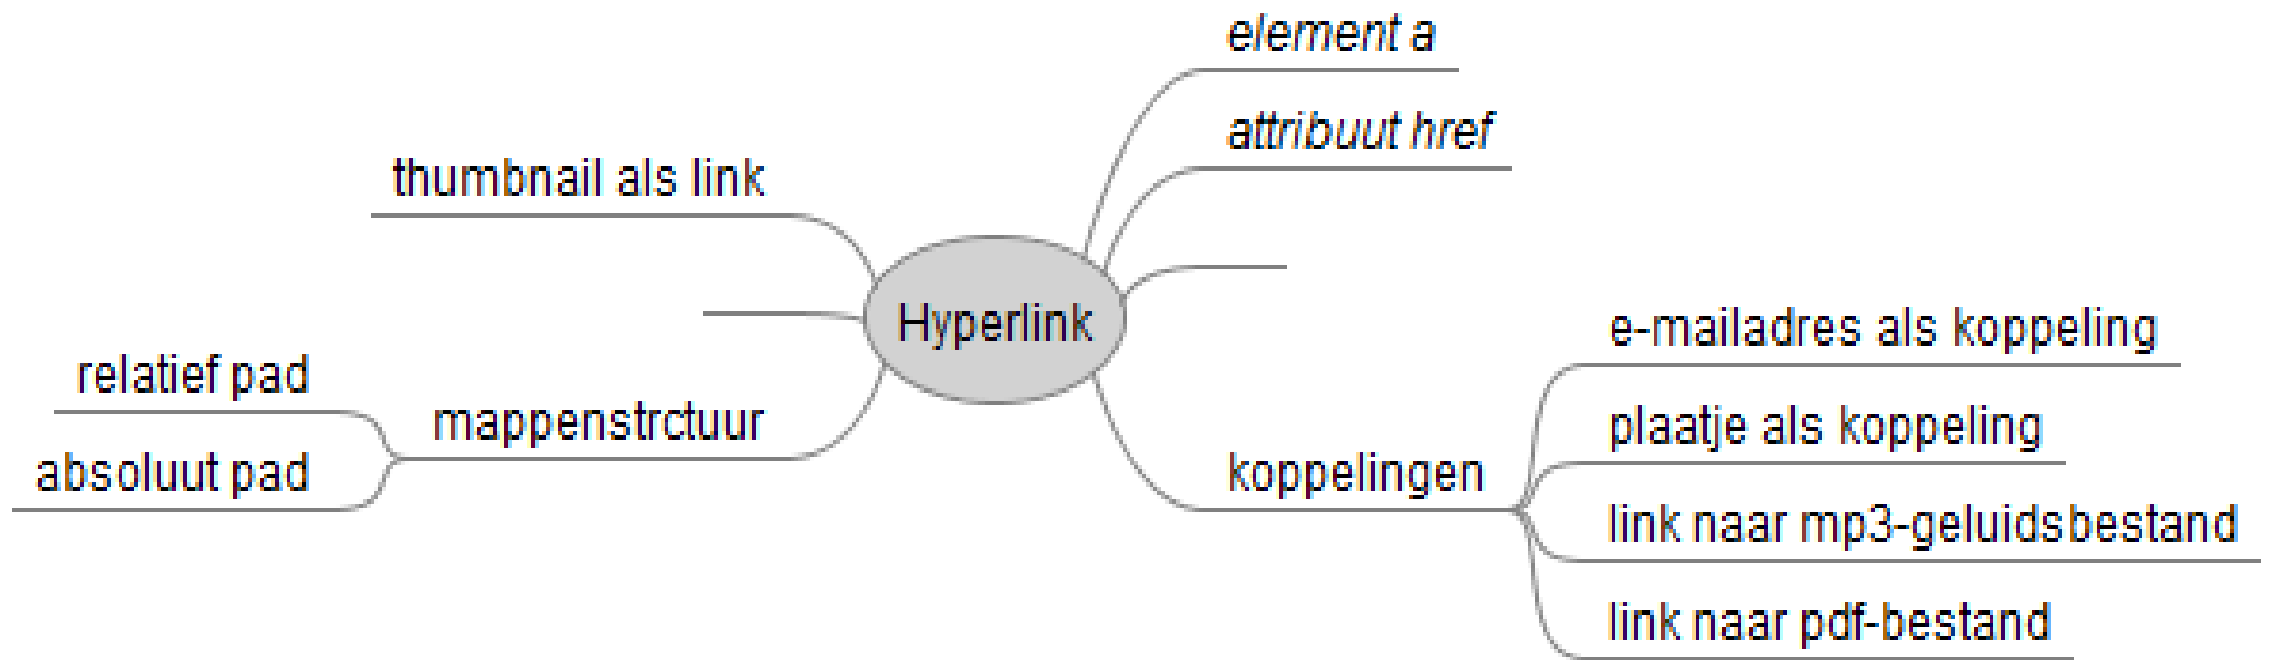 element a
attribuut href
thumbnail als link
Hyperlink
e-mailadres als koppeling
relatief pad
mappenstrctuur
plaatje als koppeling
absoluut pad
koppelingen
link naar mp3-geluidsbestand
link naar pdf-bestand